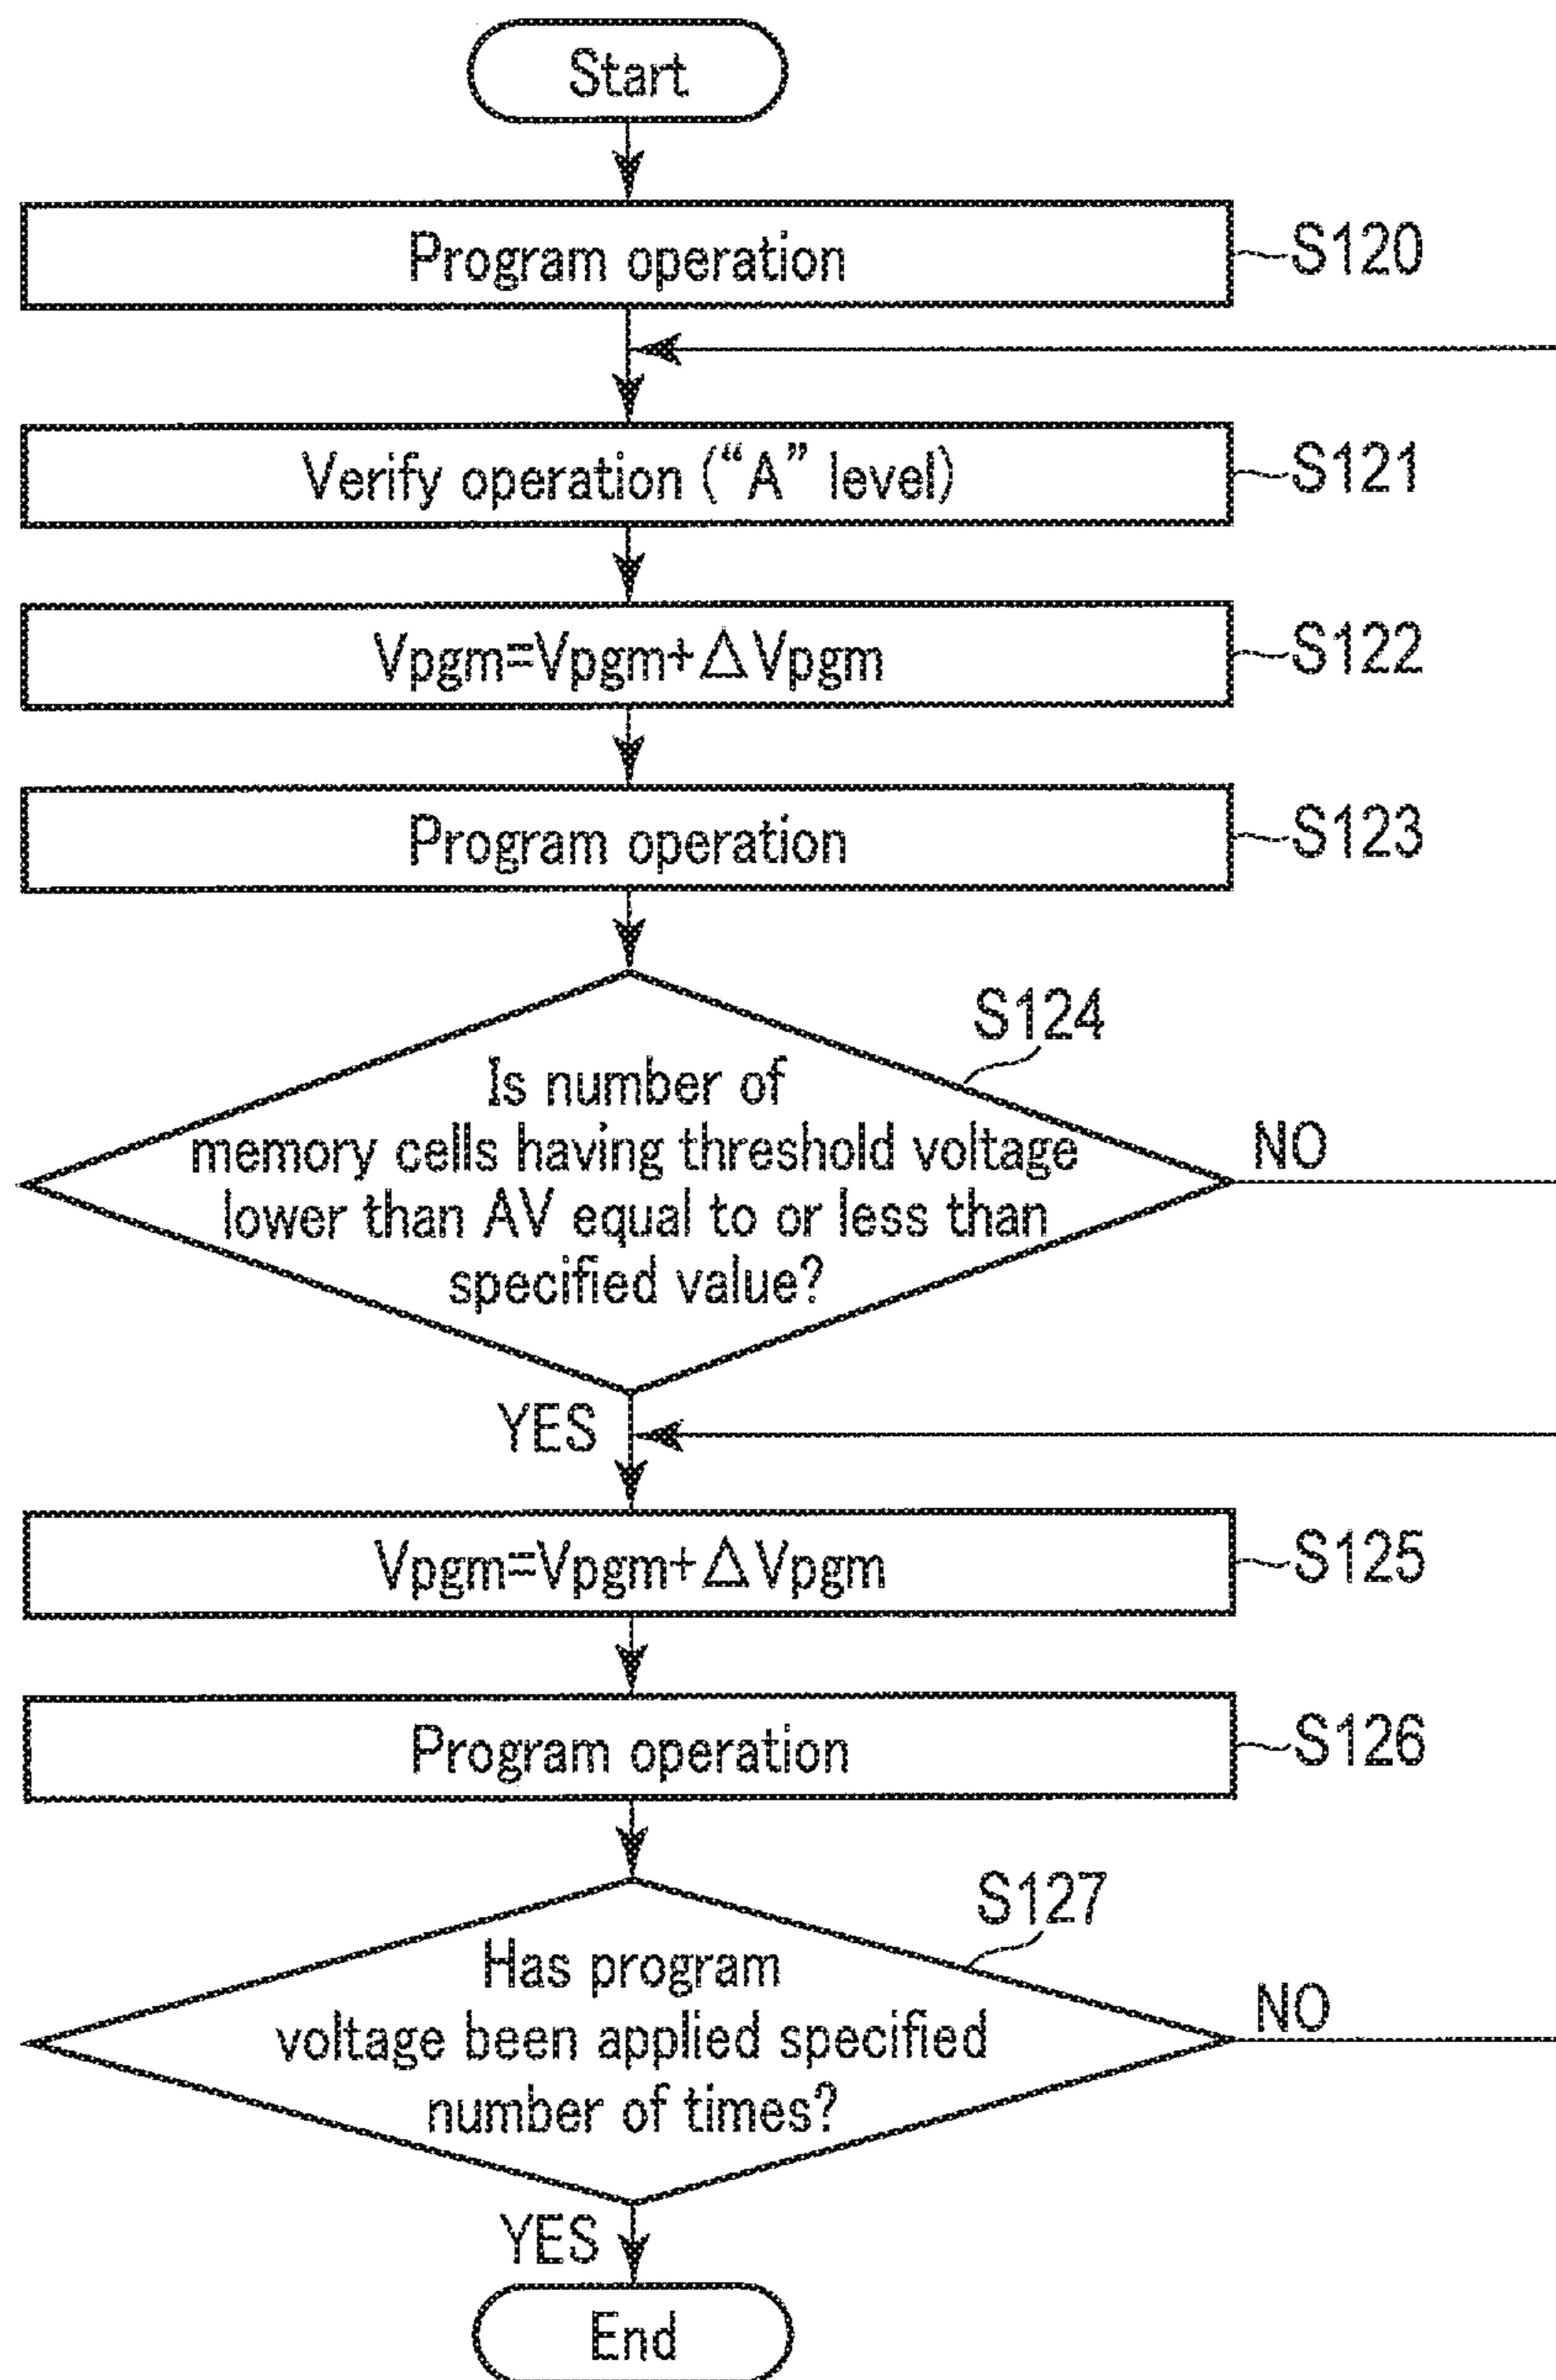 Start
Program operation
S120
Verify operation (“A” level)
S121
Vpgm=Vpgm+△Vpgm
S122
Program operation
S123
S124
Is number of
memory cells having threshold voltage
lower than AV equal to or less than
specified value?
NO
YES
Vpgm=Vpgm+△Vpgm
S125
Program operation
S126
S127
Has program
voltage been applied specified
number of times?
NO
YES
End